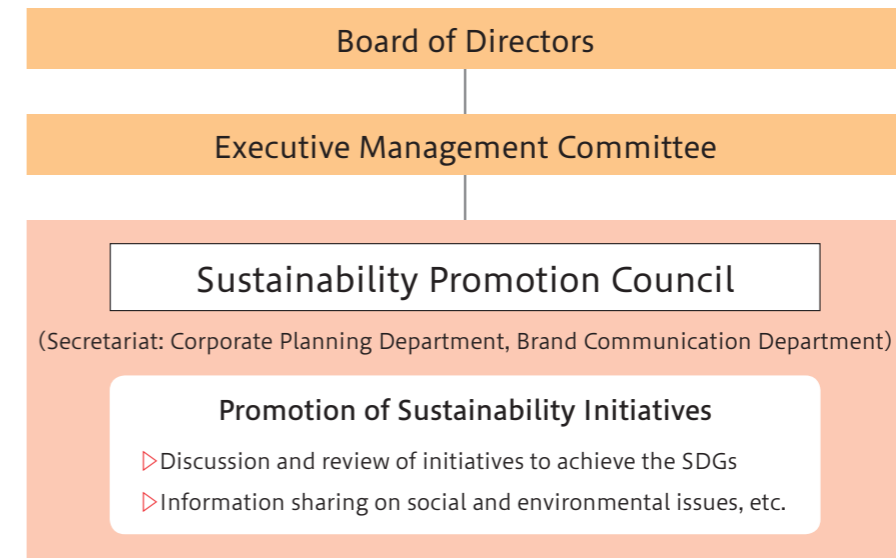 Board of Directors
Executive Management Committee
Sustainability Promotion Council
(Secretariat: Corporate Planning Department, Brand Communication Department)
Promotion of Sustainability Initiatives
▷Discussion and review of initiatives to achieve the SDGs
▷Information sharing on social and environmental issues, etc.